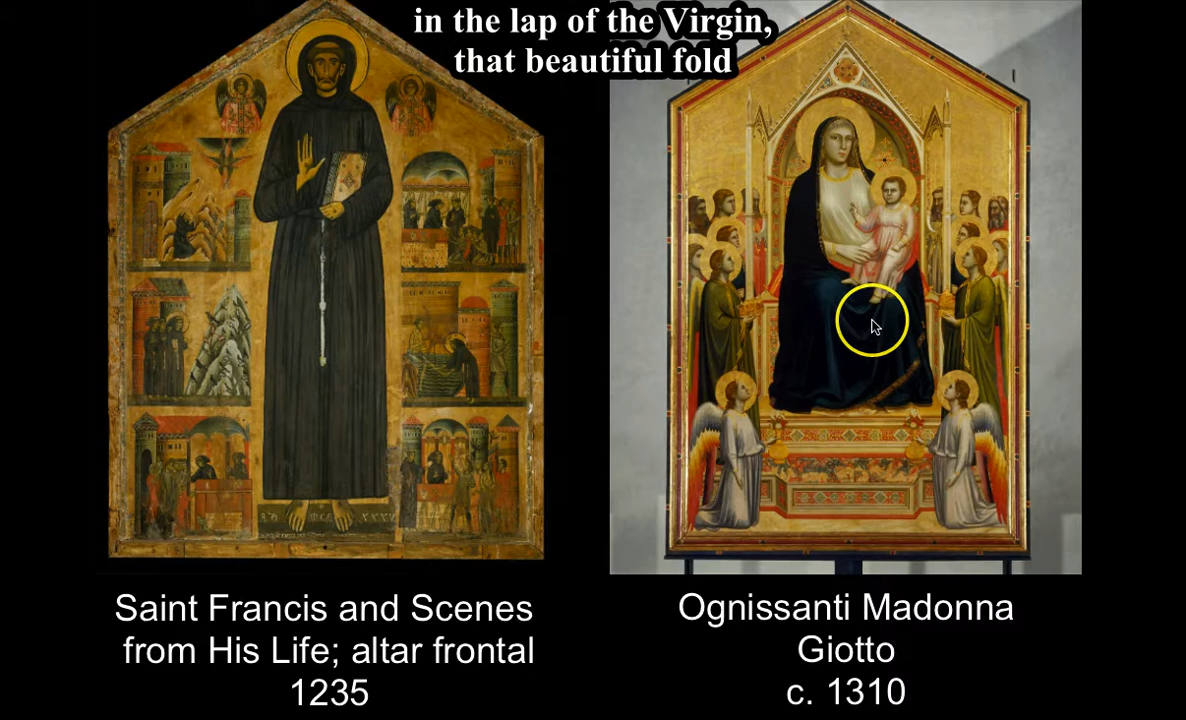 in the lap of the Virgin,
that beautiful fold
Saint Francis and Scenes
from His Life; altar frontal
1235
Ognissanti Madonna
Giotto
c. 1310